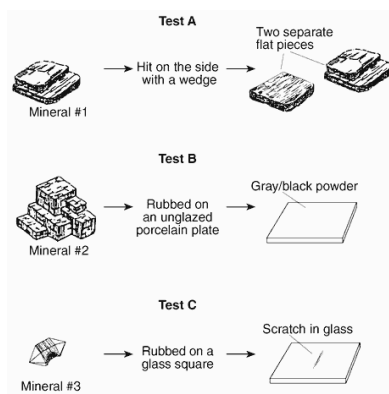 Test A
Two separate
flat pieces
Hit on the side
with a wedge
Mineral #1
Test B
Gray/black powder
Rubbed on
an unglazed
porcelain plate
Mineral #2
Test C
Scratch in glass
Rubbed on a
glass square
Mineral #3